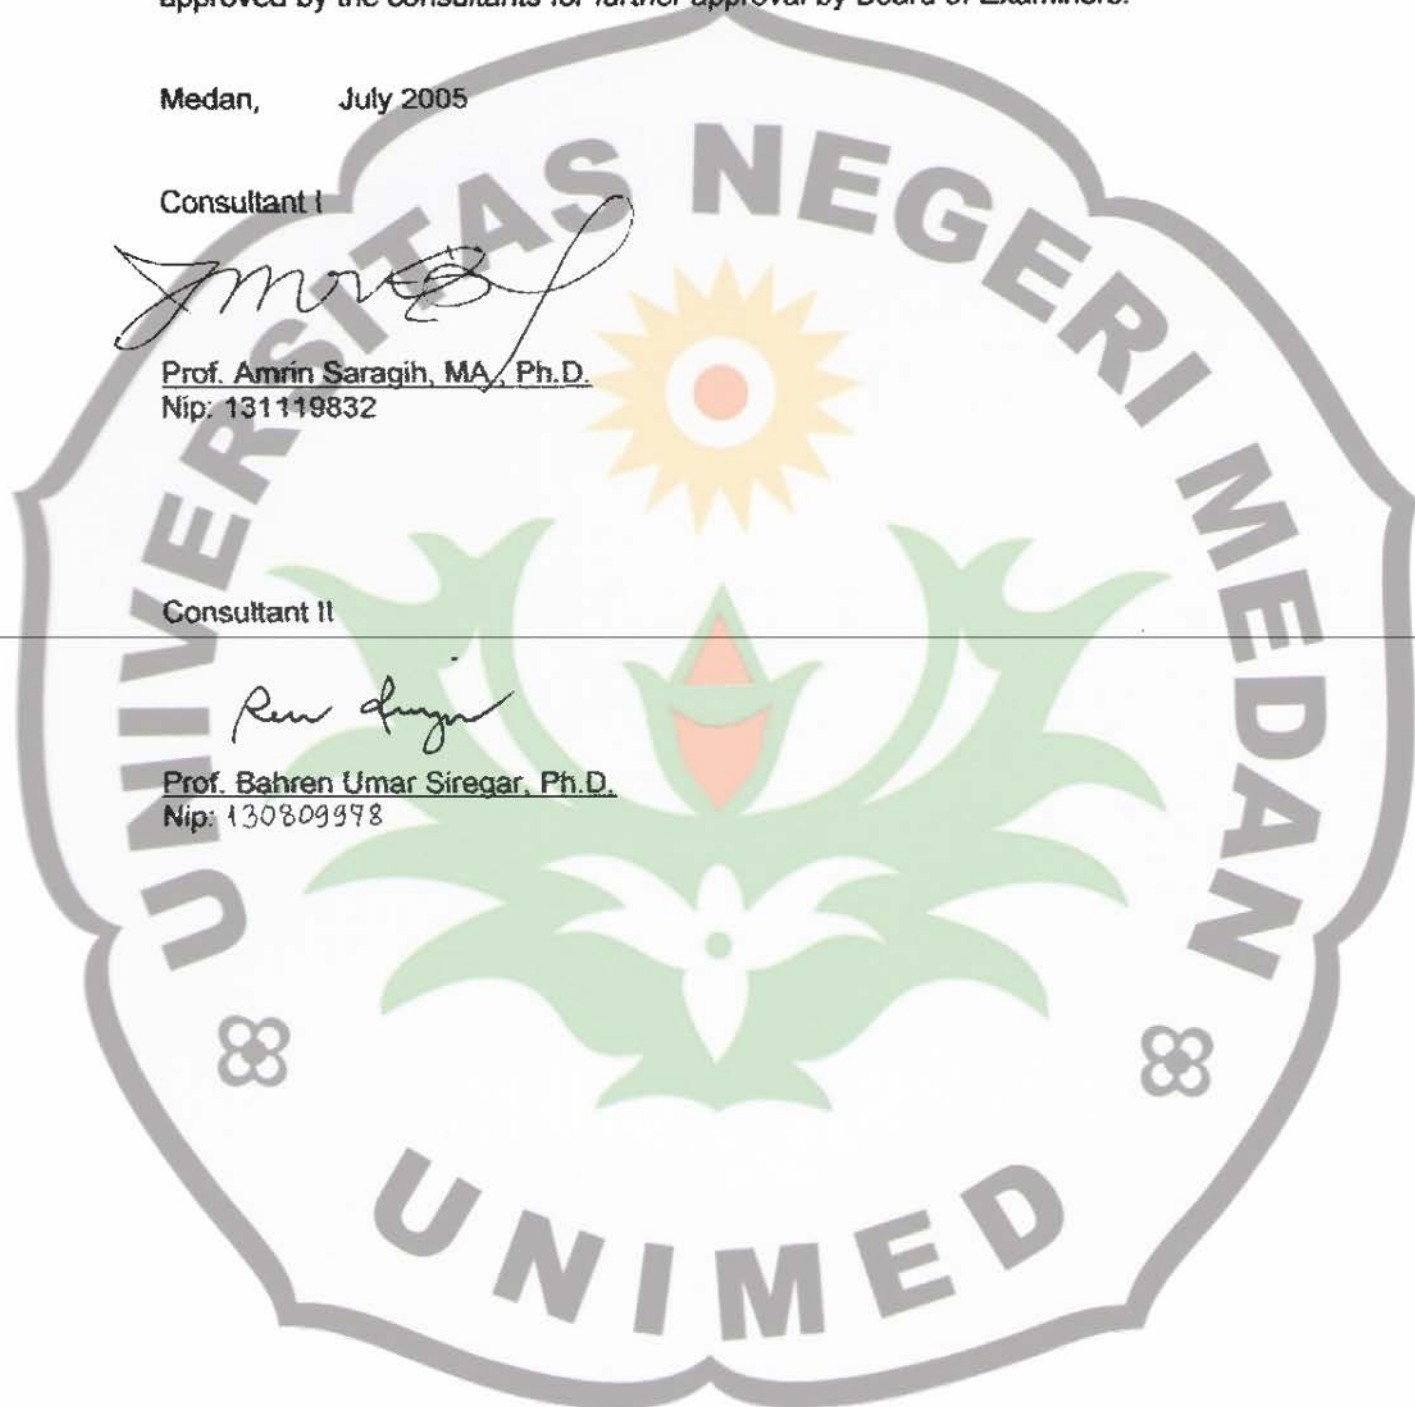 approved by the consultants for further approval by Board of Examiners.
Medan, July 2005
Consultant I
Prof. Amrin Saragih, MA, Ph.D.
Nip: 131119832
Consultant II
Prof. Bahren Umar Siregar, Ph.D.
Nip: 130809978
UNIVERSITAS NEGERI MEDAN
UNIMED